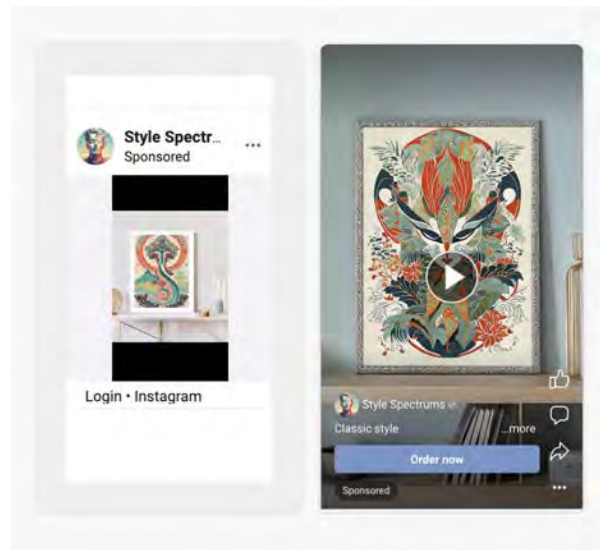 Style Spectr...
Sponsored
Login • Instagram
Style Spectrums
Classic style ...more
Order now
Sponsored